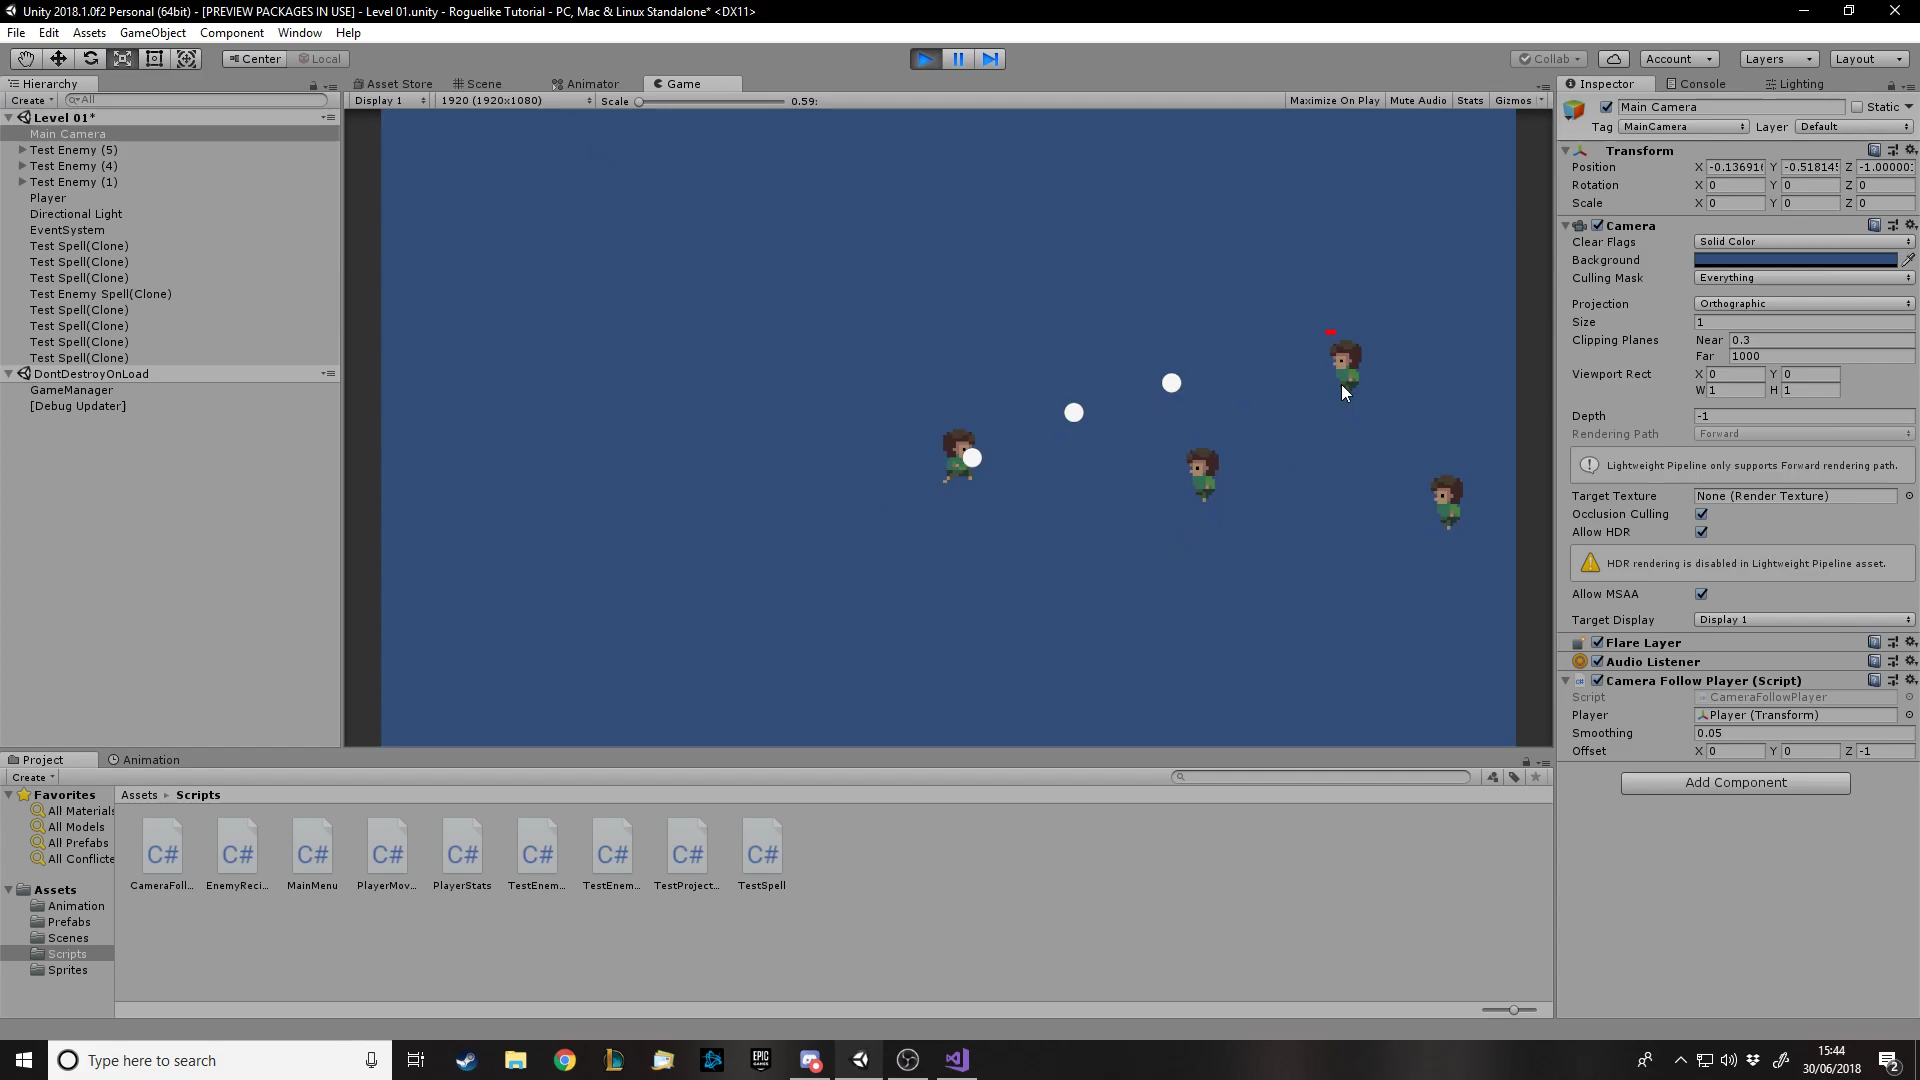 Unity 2018.1.0f2 Personal (64bit) - [PREVIEW PACKAGES IN USE] - Level 01.unity - Roguelike Tutorial - PC, Mac & Linux Standalone* <DX11>
File Edit Assets GameObject Component Window Help
Center Local Collab Account Layers Layout
Hierarchy
Create All
Level 01*
Main Camera
Test Enemy (5)
Test Enemy (4)
Test Enemy (1)
Player
Directional Light
EventSystem
Test Spell(Clone)
Test Spell(Clone)
Test Spell(Clone)
Test Enemy Spell(Clone)
Test Spell(Clone)
Test Spell(Clone)
Test Spell(Clone)
Test Spell(Clone)
DontDestroyOnLoad
GameManager
[Debug Updater]
Asset Store Scene Animator Game
Display 1 1920 (1920x1080) Scale 0.59: Maximize On Play Mute Audio Stats Gizmos
Inspector Console Lighting
Main Camera Static
Tag MainCamera Layer Default
Transform
Position X -0.13691( Y -0.51814! Z -1.00000:
Rotation X 0 Y 0 Z 0
Scale X 0 Y 0 Z 0
Camera
Clear Flags Solid Color
Background
Culling Mask Everything
Projection Orthographic
Size 1
Clipping Planes Near 0.3
Far 1000
Viewport Rect X 0 Y 0
W 1 H 1
Depth -1
Rendering Path Forward
Lightweight Pipeline only supports Forward rendering path.
Target Texture None (Render Texture)
Occlusion Culling
Allow HDR
HDR rendering is disabled in Lightweight Pipeline asset.
Allow MSAA
Target Display Display 1
Flare Layer
Audio Listener
Camera Follow Player (Script)
Script CameraFollowPlayer
Player Player (Transform)
Smoothing 0.05
Offset X 0 Y 0 Z -1
Add Component
Project Animation
Create
Favorites
All Materials
All Models
All Prefabs
All Conflicte
Assets
Animation
Prefabs
Scenes
Scripts
Sprites
Assets Scripts
C# C# C# C# C# C# C# C# C#
CameraFoll... EnemyReci... MainMenu PlayerMov... PlayerStats TestEnem... TestEnem... TestProject... TestSpell
Type here to search
EPIC GAMES
15:44
30/06/2018
2